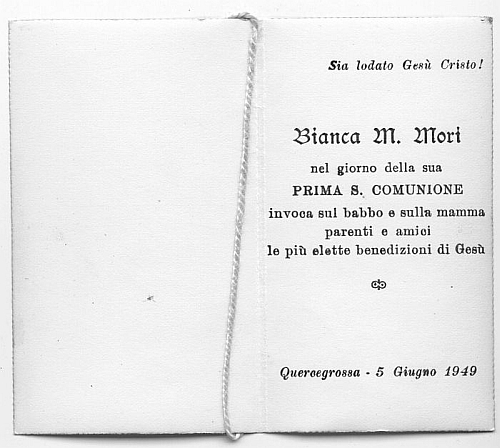 Sia lodato Gesù Cristo!
Bianca M. Mori
nel giorno della sua
PRIMA S. COMUNIONE
invoca sul babbo e sulla mamma
parenti e amici
le più elette benedizioni di Gesù
Quercegrossa - 5 Giugno 1949